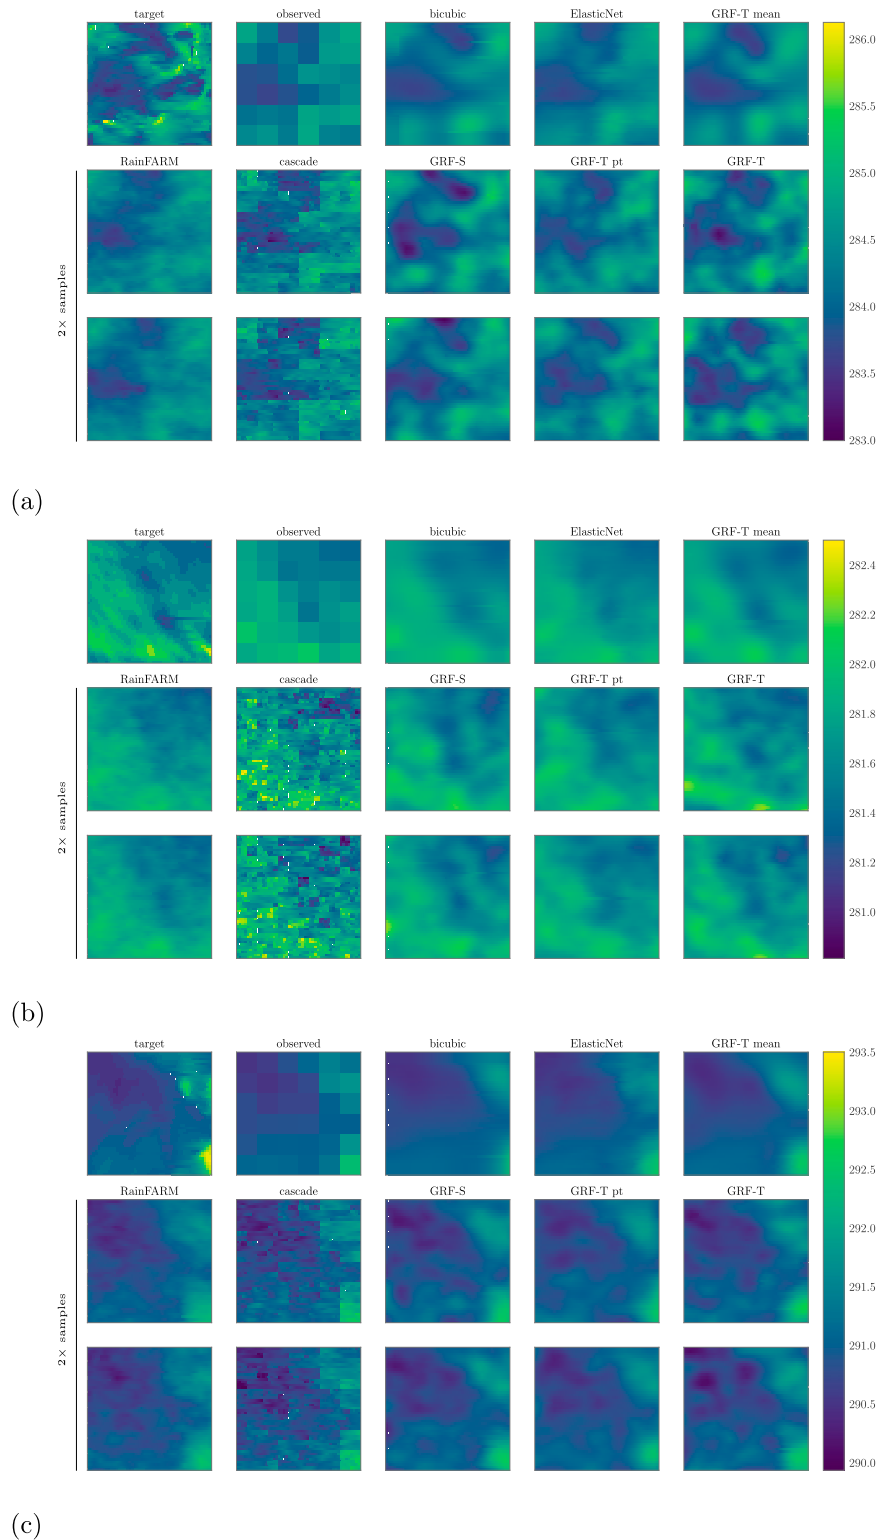 target observed bicubic ElasticNet GRF-T mean
286.0
285.5
285.0
284.5
284.0
283.5
283.0
RainFARM cascade GRF-S GRF-T pt GRF-T
2× samples
(a)
target observed bicubic ElasticNet GRF-T mean
282.4
282.2
282.0
281.8
281.6
281.4
281.2
281.0
RainFARM cascade GRF-S GRF-T pt GRF-T
2× samples
(b)
target observed bicubic ElasticNet GRF-T mean
293.5
293.0
292.5
292.0
291.5
291.0
290.5
290.0
RainFARM cascade GRF-S GRF-T pt GRF-T
2× samples
(c)